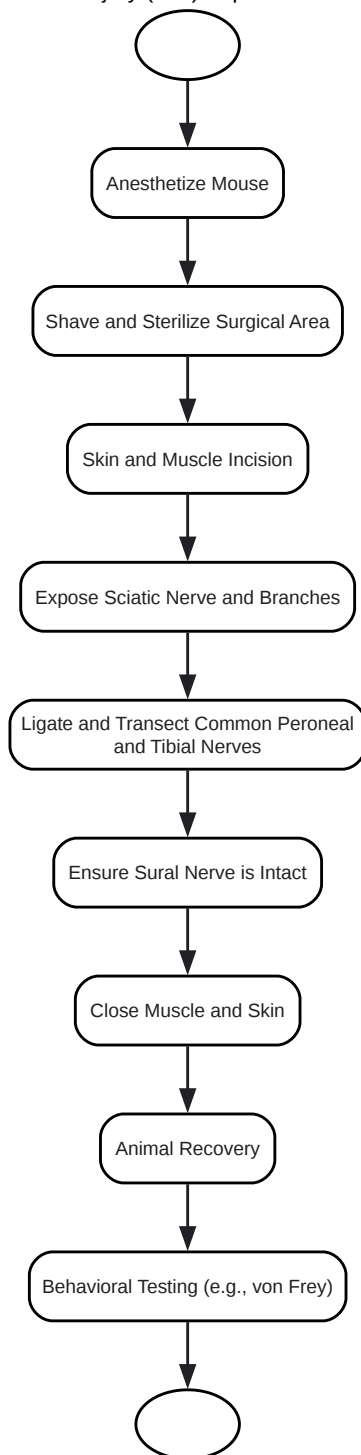 Anesthetize Mouse
Shave and Sterilize Surgical Area
Skin and Muscle Incision
Expose Sciatic Nerve and Branches
Ligate and Transect Common Peroneal
and Tibial Nerves
Ensure Sural Nerve is Intact
Close Muscle and Skin
Animal Recovery
Behavioral Testing (e.g., von Frey)